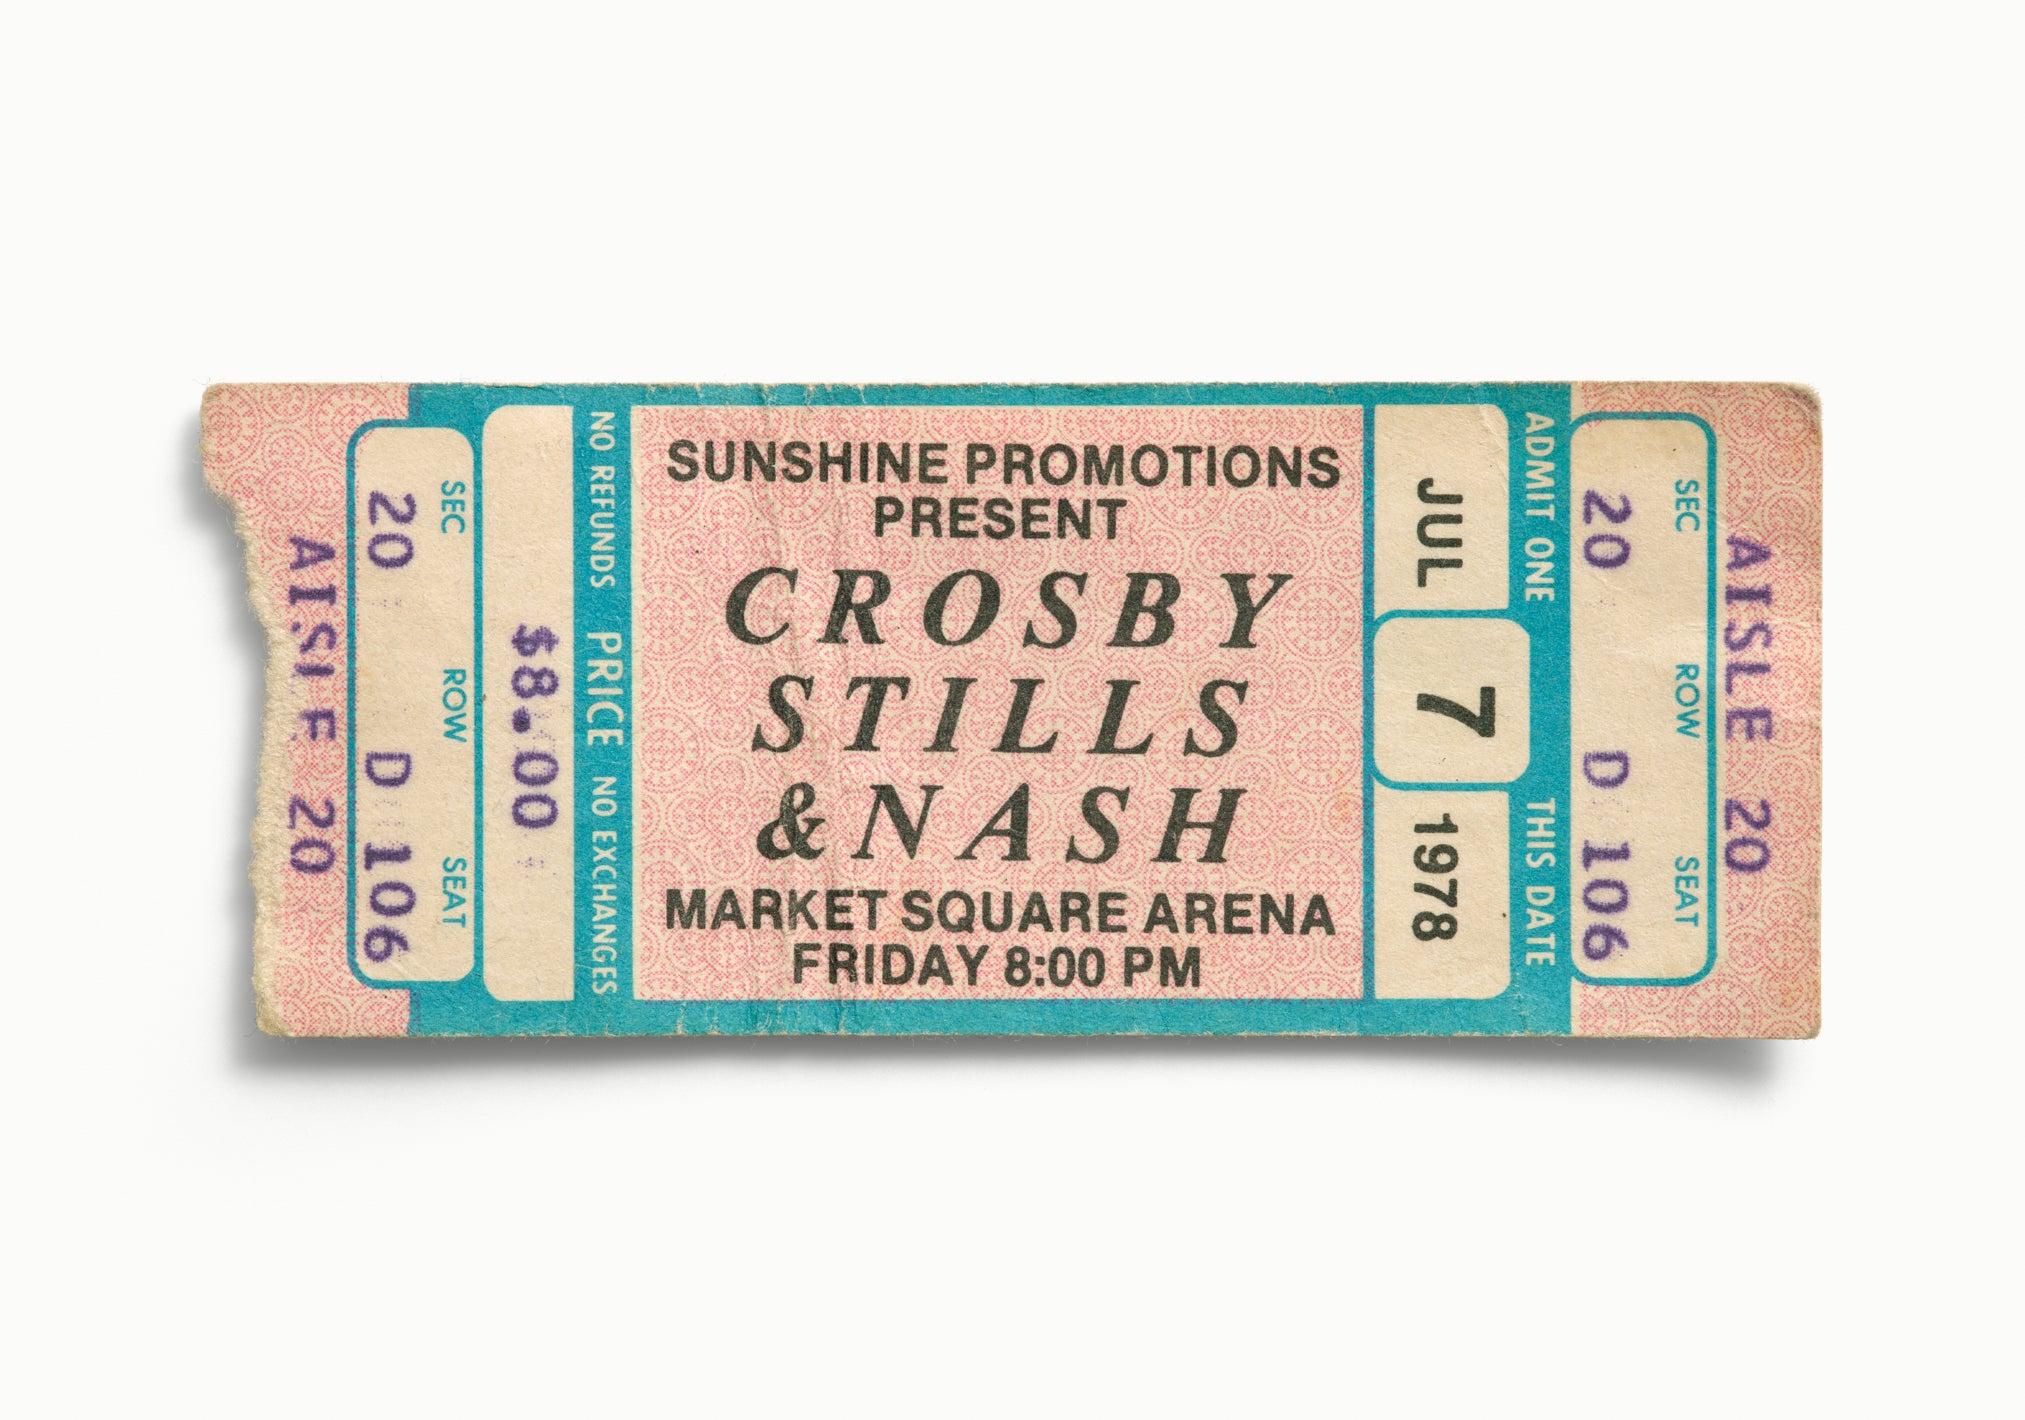 AISLE 20
SEC ROW SEAT
20 D 106
$8.00
NO REFUNDS PRICE NO EXCHANGES
SUNSHINE PROMOTIONS
PRESENT
CROSBY
STILLS
& NASH
MARKET SQUARE ARENA
FRIDAY 8:00 PM
JUL 7 1978
ADMIT ONE THIS DATE
SEC ROW SEAT
20 D 106
AISLE 20